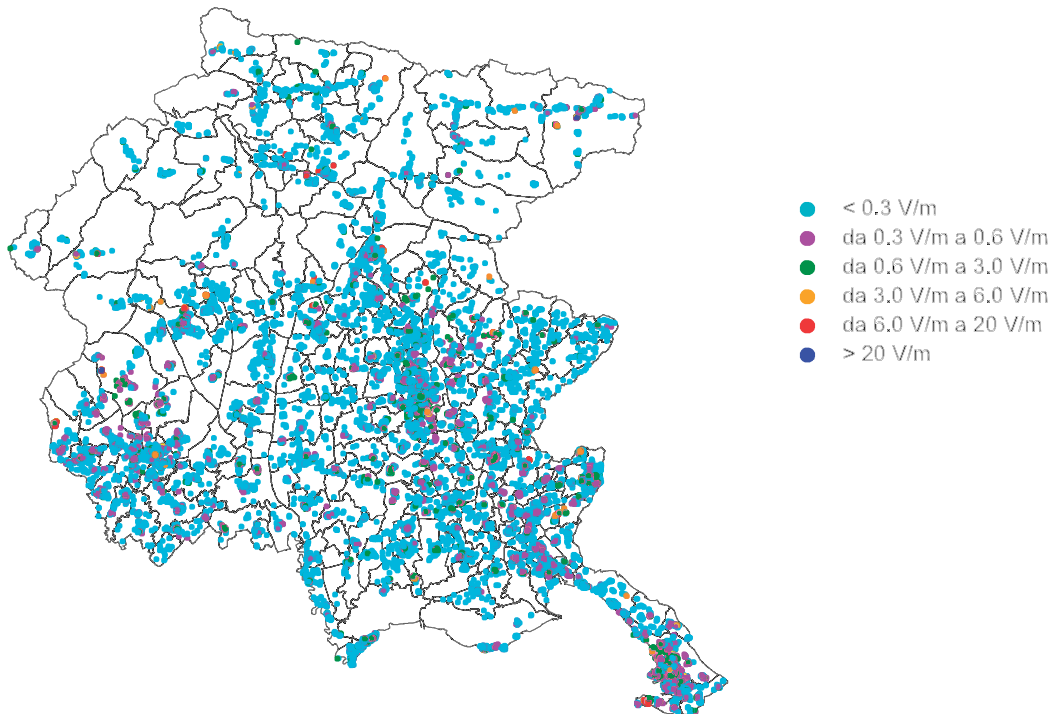 < 0.3 V/m
da 0.3 V/m a 0.6 V/m
da 0.6 V/m a 3.0 V/m
da 3.0 V/m a 6.0 V/m
da 6.0 V/m a 20 V/m
> 20 V/m